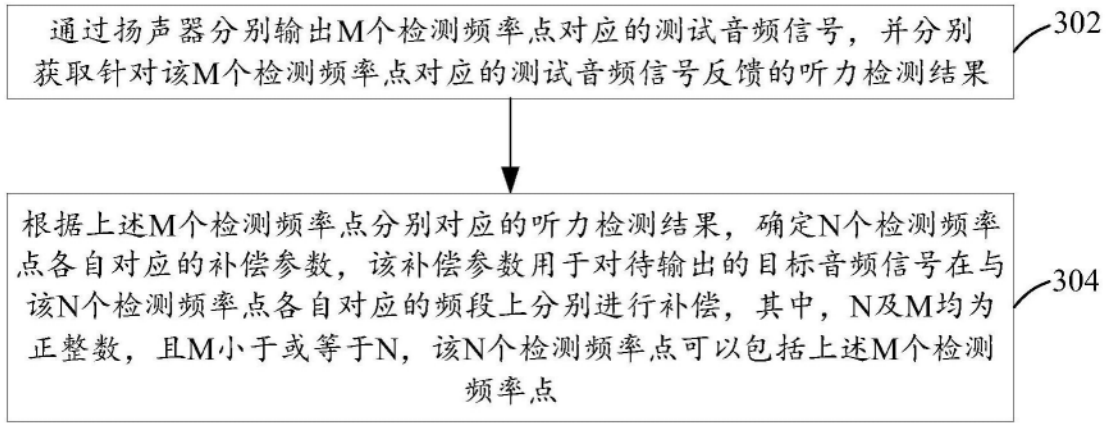 通过扬声器分别输出M个检测频率点对应的测试音频信号，并分别
获取针对该M个检测频率点对应的测试音频信号反馈的听力检测结果
302
根据上述M个检测频率点分别对应的听力检测结果，确定N个检测频率
点各自对应的补偿参数，该补偿参数用于对待输出的目标音频信号在与
该N个检测频率点各自对应的频段上分别进行补偿，其中，N及M均为
正整数，且M小于或等于N，该N个检测频率点可以包括上述M个检测
频率点
304